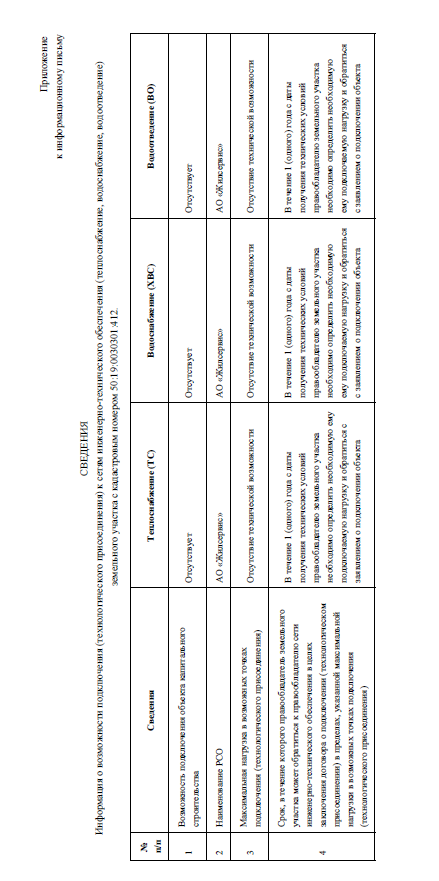 Приложение
к информационному письму
СВЕДЕНИЯ
Информация о возможности подключения (технологического присоединения) к сетям инженерно-технического обеспечения (теплоснабжение, водоснабжение, водоотведение)
земельного участка с кадастровым номером 50:19:0030301:412.
№
п/п
Сведения
Теплоснабжение (ТС)
Водоснабжение (ХВС)
Водоотведение (ВО)
1
Возможность подключения объекта капитального
строительства
Отсутствует
Отсутствует
Отсутствует
2
Наименование РСО
АО «Жилсервис»
АО «Жилсервис»
АО «Жилсервис»
3
Максимальная нагрузка в возможных точках
подключения (технологического присоединения)
Отсутствие технической возможности
Отсутствие технической возможности
Отсутствие технической возможности
4
Срок, в течение которого правообладатель земельного
участка может обратиться к правообладателю сети
инженерно-технического обеспечения в целях
заключения договора о подключении (технологическом
присоединении) в пределах, указанной максимальной
нагрузки в возможных точках подключения
(технологического присоединения)
В течение 1 (одного) года с даты
получения технических условий
правообладателю земельного участка
необходимо определить необходимую ему
подключаемую нагрузку и обратиться с
заявлением о подключении объекта
В течение 1 (одного) года с даты
получения технических условий
правообладателю земельного участка
необходимо определить необходимую
ему подключаемую нагрузку и обратиться
с заявлением о подключении объекта
В течение 1 (одного) года с даты
получения технических условий
правообладателю земельного участка
необходимо определить необходимую
ему подключаемую нагрузку и обратиться
с заявлением о подключении объекта